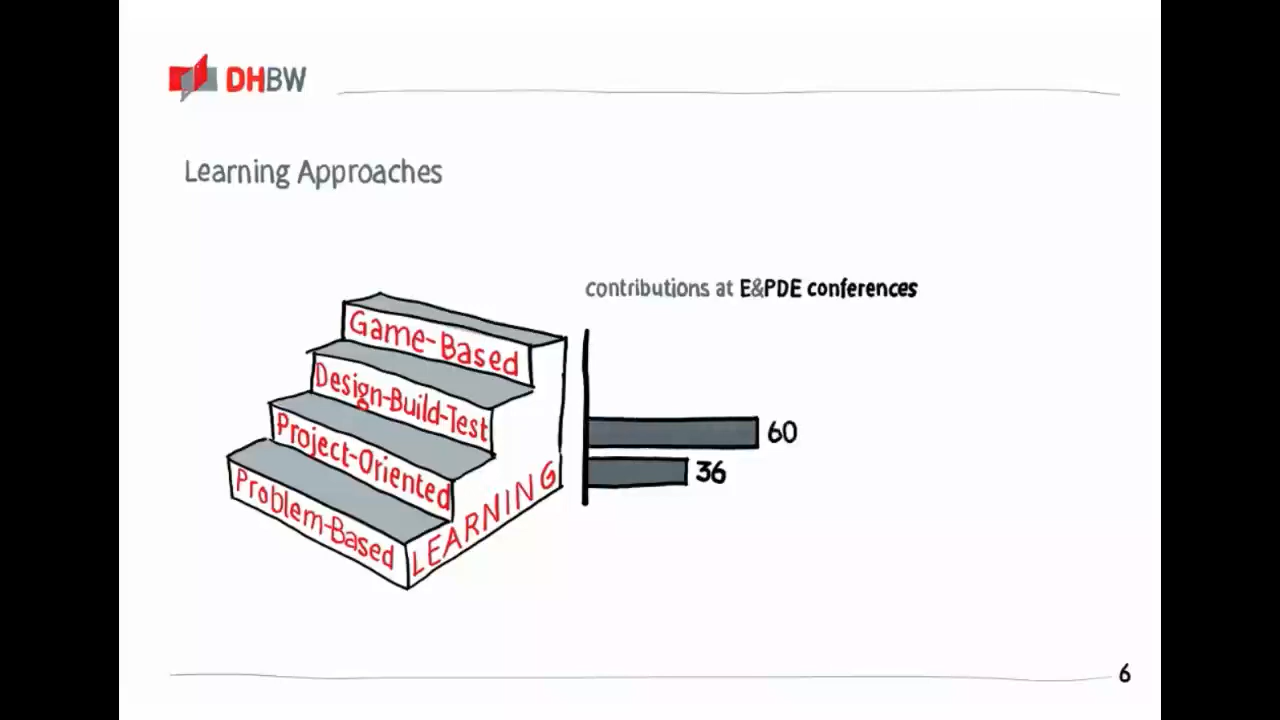 DHBW
Learning Approaches
contributions at E&PDE conferences
Game-Based
Design-Build-Test
Project-Oriented
Problem-Based
LEARNING
60
36
6